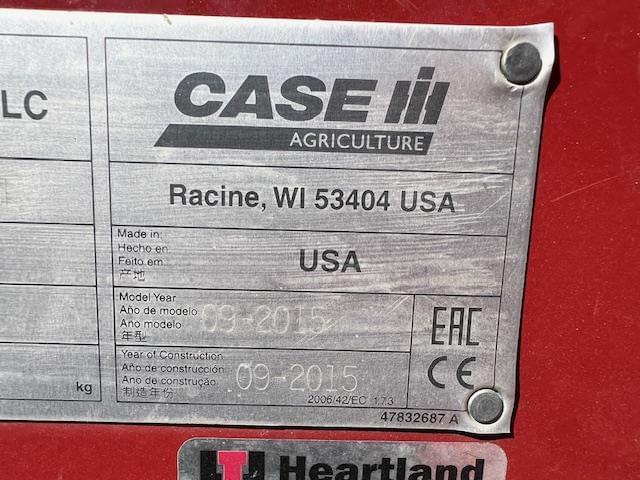 LC
CASE IH
AGRICULTURE
Racine, WI 53404 USA
Made in:
Hecho en
Feito em:
产地
USA
Model Year
Año de modelo
Ano modelo
年型
09-2015
Year of Construction
Año de construcción
Ano de construção
制造年份
09-2015
2006/42/EC 1.7.3
EAC
CE
kg
47832687 A
Heartland